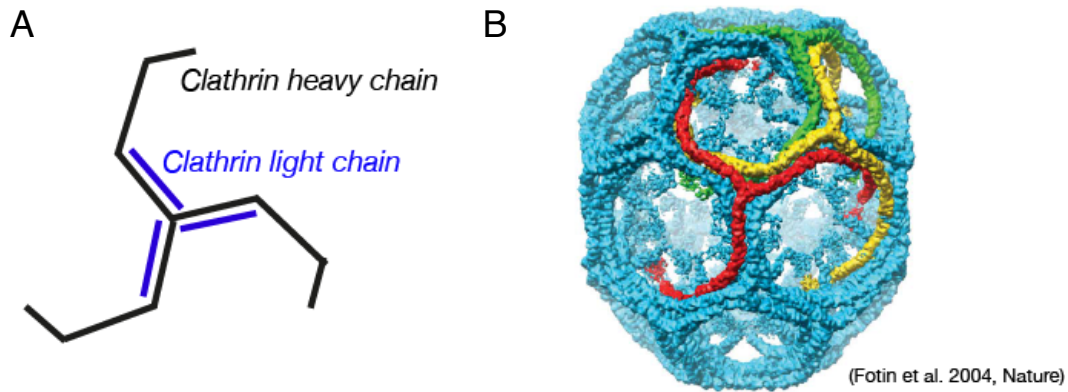 A
B
Clathrin heavy chain
Clathrin light chain
(Fotin et al. 2004, Nature)